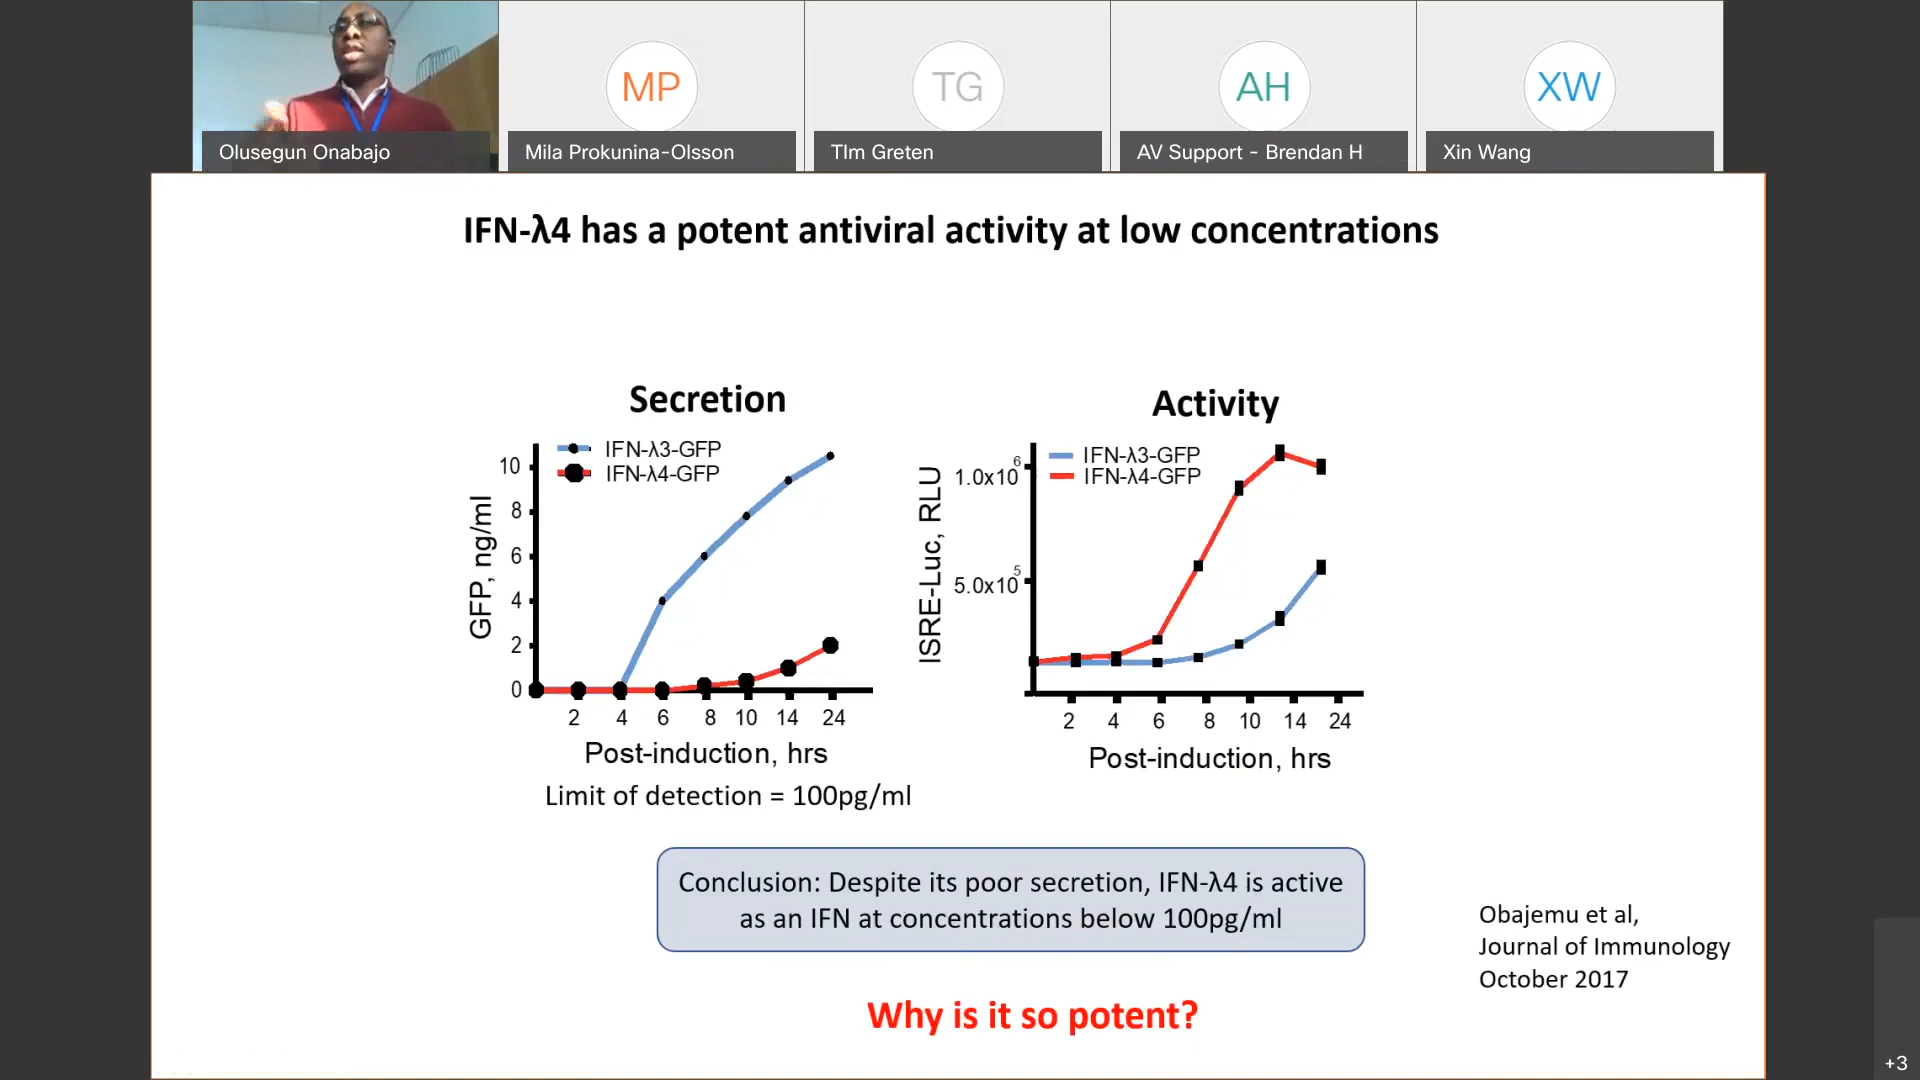 MP
TG
AH
XW
Olusegun Onabajo
Mila Prokunina-Olsson
TIm Greten
AV Support - Brendan H
Xin Wang
IFN-λ4 has a potent antiviral activity at low concentrations
Secretion
IFN-λ3-GFP
IFN-λ4-GFP
GFP, ng/ml
10
8
6
4
2
0
2 4 6 8 10 14 24
Post-induction, hrs
Limit of detection = 100pg/ml
Activity
IFN-λ3-GFP
IFN-λ4-GFP
ISRE-Luc, RLU
1.0x10⁶
5.0x10⁵
2 4 6 8 10 14 24
Post-induction, hrs
Conclusion: Despite its poor secretion, IFN-λ4 is active
as an IFN at concentrations below 100pg/ml
Obajemu et al,
Journal of Immunology
October 2017
Why is it so potent?
+3